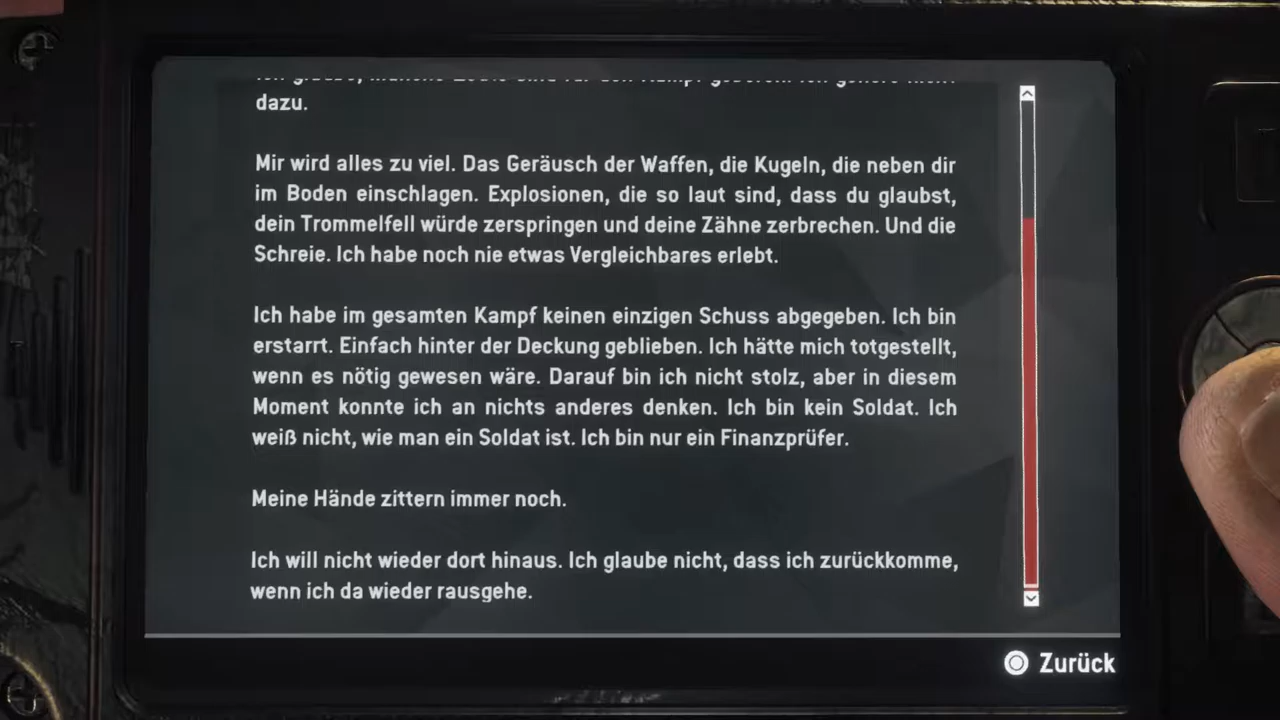 dazu.
Mir wird alles zu viel. Das Geräusch der Waffen, die Kugeln, die neben dir
im Boden einschlagen. Explosionen, die so laut sind, dass du glaubst,
dein Trommelfell würde zerspringen und deine Zähne zerbrechen. Und die
Schreie. Ich habe noch nie etwas Vergleichbares erlebt.
Ich habe im gesamten Kampf keinen einzigen Schuss abgegeben. Ich bin
erstarrt. Einfach hinter der Deckung geblieben. Ich hätte mich totgestellt,
wenn es nötig gewesen wäre. Darauf bin ich nicht stolz, aber in diesem
Moment konnte ich an nichts anderes denken. Ich bin kein Soldat. Ich
weiß nicht, wie man ein Soldat ist. Ich bin nur ein Finanzprüfer.
Meine Hände zittern immer noch.
Ich will nicht wieder dort hinaus. Ich glaube nicht, dass ich zurückkomme,
wenn ich da wieder rausgehe.
Zurück